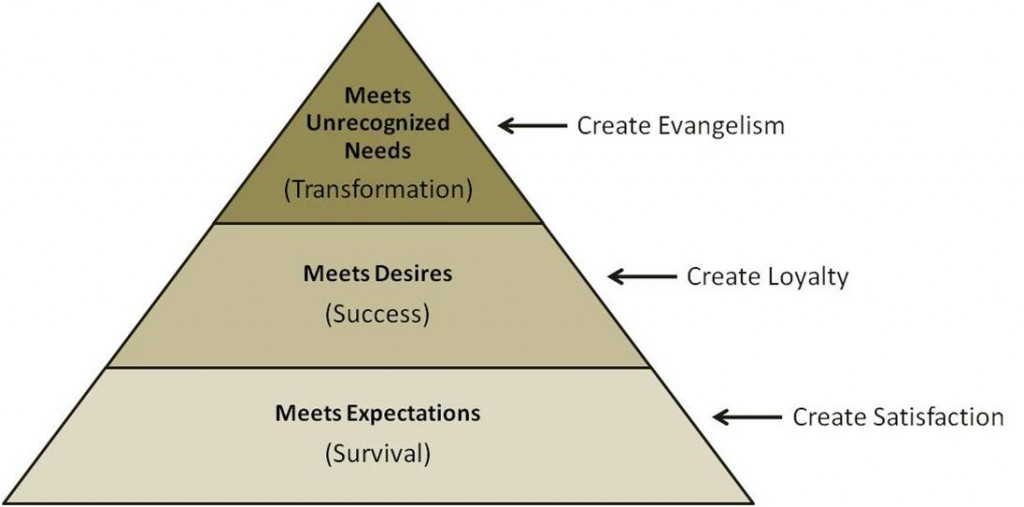 Meets
Unrecognized
Needs
(Transformation)
Create Evangelism
Meets Desires
(Success)
Create Loyalty
Meets Expectations
(Survival)
Create Satisfaction